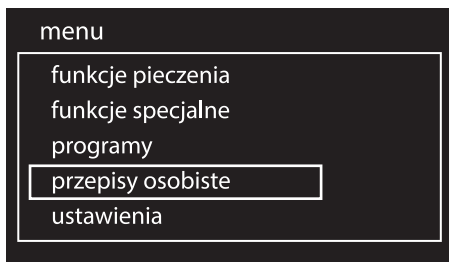 menu
funkcje pieczenia
funkcje specjalne
programy
przepisy osobiste
ustawienia